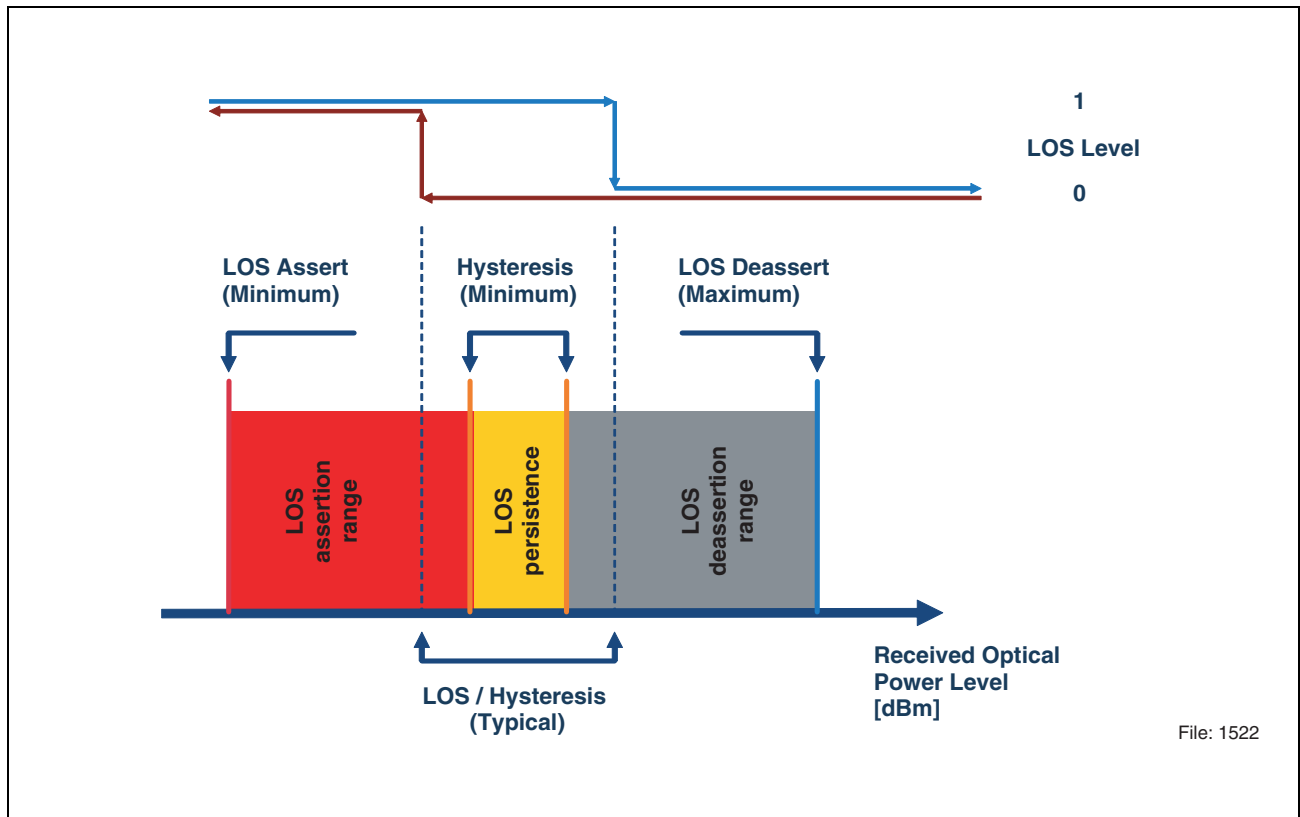 1
LOS Level
0
LOS Assert
(Minimum)
Hysteresis
(Minimum)
LOS Deassert
(Maximum)
LOS
assertion
range
LOS
persistence
LOS
deassertion
range
Received Optical
Power Level
[dBm]
LOS / Hysteresis
(Typical)
File: 1522